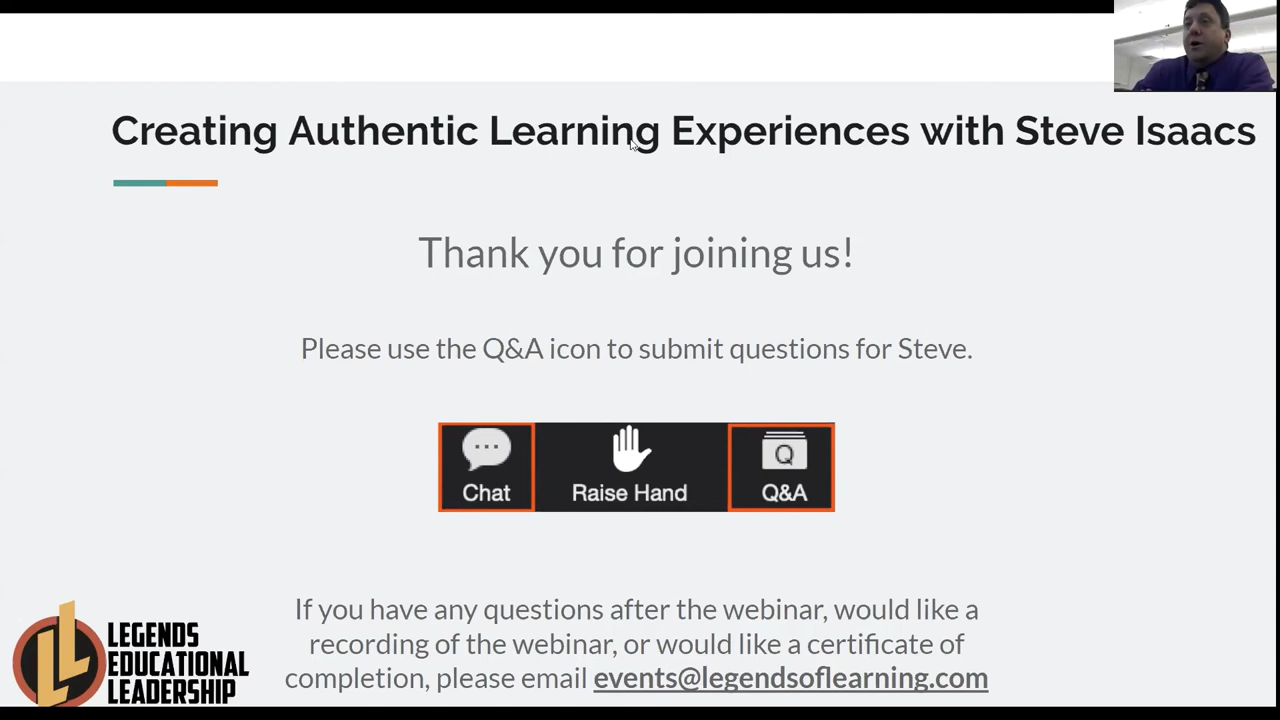 Creating Authentic Learning Experiences with Steve Isaacs
Thank you for joining us!
Please use the Q&A icon to submit questions for Steve.
Chat
Raise Hand
Q
Q&A
If you have any questions after the webinar, would like a
recording of the webinar, or would like a certificate of
completion, please email events@legendsoflearning.com
LL
LEGENDS
EDUCATIONAL
LEADERSHIP